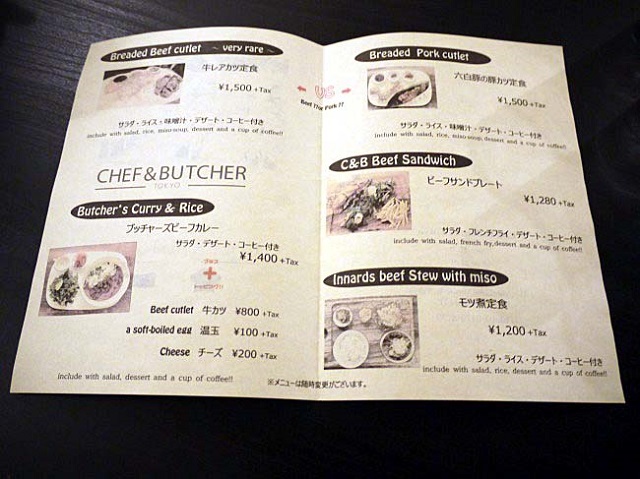 Breaded Beef cutlet ~ very rare ~
牛レアカツ定食
¥1,500 +Tax
サラダ・ライス・味噌汁・デザート・コーヒー付き
include with salad, rice, miso-soup, dessert and a cup of coffee!!
CHEF&BUTCHER
TOKYO
Butcher's Curry & Rice
ブッチャーズビーフカレー
サラダ・デザート・コーヒー付き
¥1,400 +Tax
+
Beef cutlet 牛カツ ¥800 +Tax
a soft-boiled egg 温玉 ¥100 +Tax
Cheese チーズ ¥200 +Tax
include with salad, dessert and a cup of coffee!!
VS
Beef ??or Pork ??
Breaded Pork cutlet
六白豚の豚カツ定食
¥1,500 +Tax
サラダ・ライス・味噌汁・デザート・コーヒー付き
include with salad, rice, miso-soup, dessert and a cup of coffee!!
C&B Beef Sandwich
ビーフサンドプレート
¥1,280 +Tax
サラダ・フレンチフライ・デザート・コーヒー付き
include with salad, french fry,dessert and a cup of coffee!!
Innards beef Stew with miso
モツ煮定食
¥1,200 +Tax
サラダ・ライス・デザート・コーヒー付き
include with salad, rice, dessert and a cup of coffee!!
※メニューは随時変更がございます。